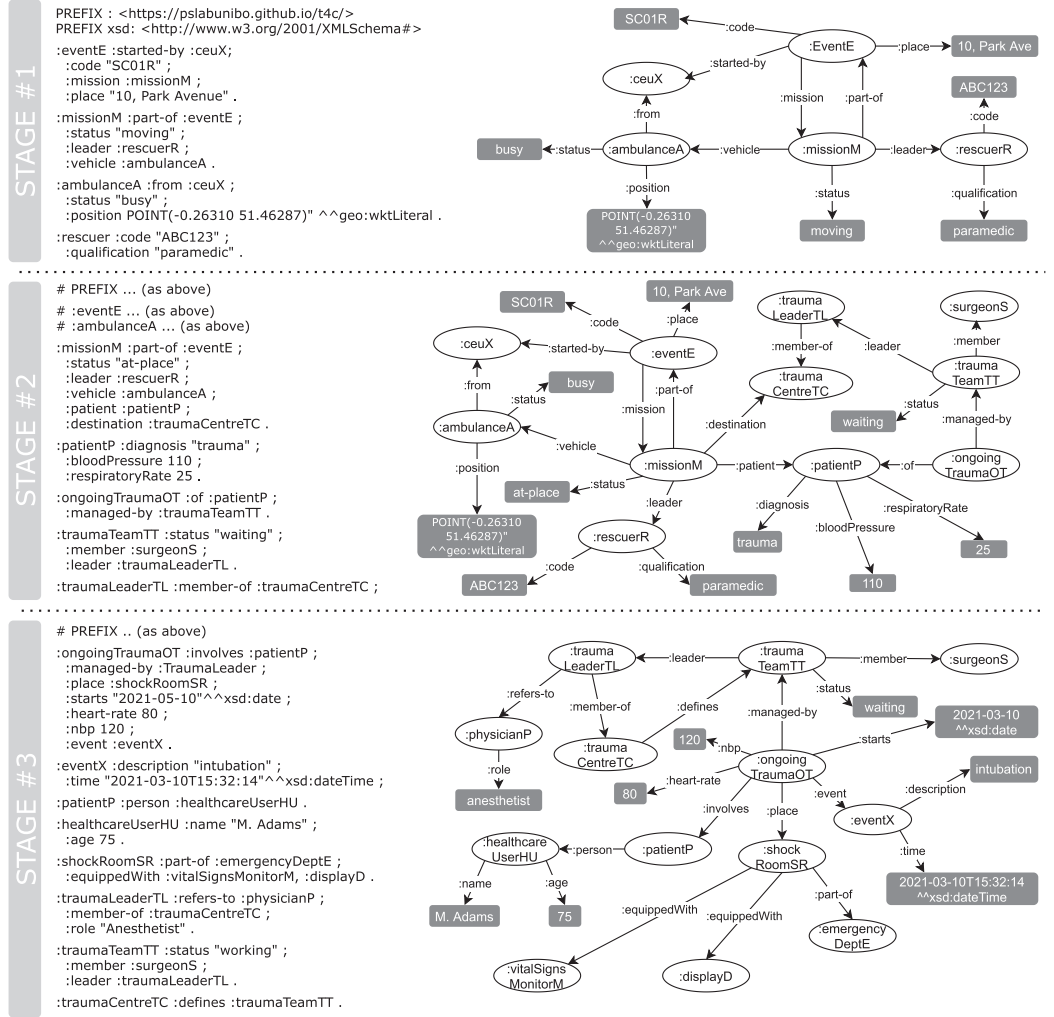 STAGE #1
PREFIX : <https://pslabunibo.github.io/t4c/>
PREFIX xsd: <http://www.w3.org/2001/XMLSchema#>
:eventE :started-by :ceuX;
:code "SC01R" ;
:mission :missionM ;
:place "10, Park Avenue" .
:missionM :part-of :eventE ;
:status "moving" ;
:leader :rescuerR ;
:vehicle :ambulanceA .
:ambulanceA :from :ceuX ;
:status "busy" ;
:position POINT(-0.26310 51.46287)" ^^geo:wktLiteral .
:rescuer :code "ABC123" ;
:qualification "paramedic" .
SC01R
:code
:EventE
:place
10, Park Ave
:started-by
:ceuX
:mission
:part-of
ABC123
:from
:code
busy
:status
:ambulanceA
:vehicle
:missionM
:leader
:rescuerR
:position
:status
:qualification
POINT(-0.26310
51.46287)"
^^geo:wktLiteral
moving
paramedic
STAGE #2
# PREFIX ... (as above)
# :eventE ... (as above)
# :ambulanceA ... (as above)
:missionM :part-of :eventE ;
:status "at-place" ;
:leader :rescuerR ;
:vehicle :ambulanceA ;
:patient :patientP ;
:destination :traumaCentreTC .
:patientP :diagnosis "trauma" ;
:bloodPressure 110 ;
:respiratoryRate 25 .
:ongoingTraumaOT :of :patientP ;
:managed-by :traumaTeamTT .
:traumaTeamTT :status "waiting" ;
:member :surgeonS ;
:leader :traumaLeaderTL .
:traumaLeaderTL :member-of :traumaCentreTC ;
SC01R
10, Park Ave
:trauma
LeaderTL
:surgeonS
:code
:place
:ceuX
:started-by
:eventE
:member-of
:leader
:member
:from
:status
busy
:part-of
:trauma
CentreTC
:trauma
TeamTT
:mission
:status
waiting
:managed-by
:ambulanceA
:destination
:vehicle
:position
:missionM
:patient
:patientP
:of
:ongoing
TraumaOT
at-place
:status
:leader
:diagnosis
:respiratoryRate
POINT(-0.26310
51.46287)"
^^geo:wktLiteral
:rescuerR
:bloodPressure
trauma
25
:code
:qualification
ABC123
paramedic
110
STAGE #3
# PREFIX .. (as above)
:ongoingTraumaOT :involves :patientP ;
:managed-by :TraumaLeader ;
:place :shockRoomSR ;
:starts "2021-05-10"^^xsd:date ;
:heart-rate 80 ;
:nbp 120 ;
:event :eventX .
:eventX :description "intubation" ;
:time "2021-03-10T15:32:14"^^xsd:dateTime ;
:patientP :person :healthcareUserHU .
:healthcareUserHU :name "M. Adams" ;
:age 75 .
:shockRoomSR :part-of :emergencyDeptE ;
:equippedWith :vitalSignsMonitorM, :displayD .
:traumaLeaderTL :refers-to :physicianP ;
:member-of :traumaCentreTC ;
:role "Anesthetist" .
:traumaTeamTT :status "working" ;
:member :surgeonS ;
:leader :traumaLeaderTL .
:traumaCentreTC :defines :traumaTeamTT .
:trauma
LeaderTL
:leader
:trauma
TeamTT
:member
:surgeonS
:refers-to
:member-of
:defines
:status
waiting
:managed-by
2021-03-10
^^xsd:date
:physicianP
120
:nbp
:starts
:trauma
CentreTC
:ongoing
TraumaOT
:role
:heart-rate
intubation
anesthetist
80
:event
:description
:involves
:place
:eventX
:healthcare
UserHU
:person
:patientP
:shock
RoomSR
:time
:name
:age
2021-03-10T15:32:14
^^xsd:dateTime
M. Adams
75
:equippedWith
:equippedWith
:part-of
:emergency
DeptE
:vitalSigns
MonitorM
:displayD